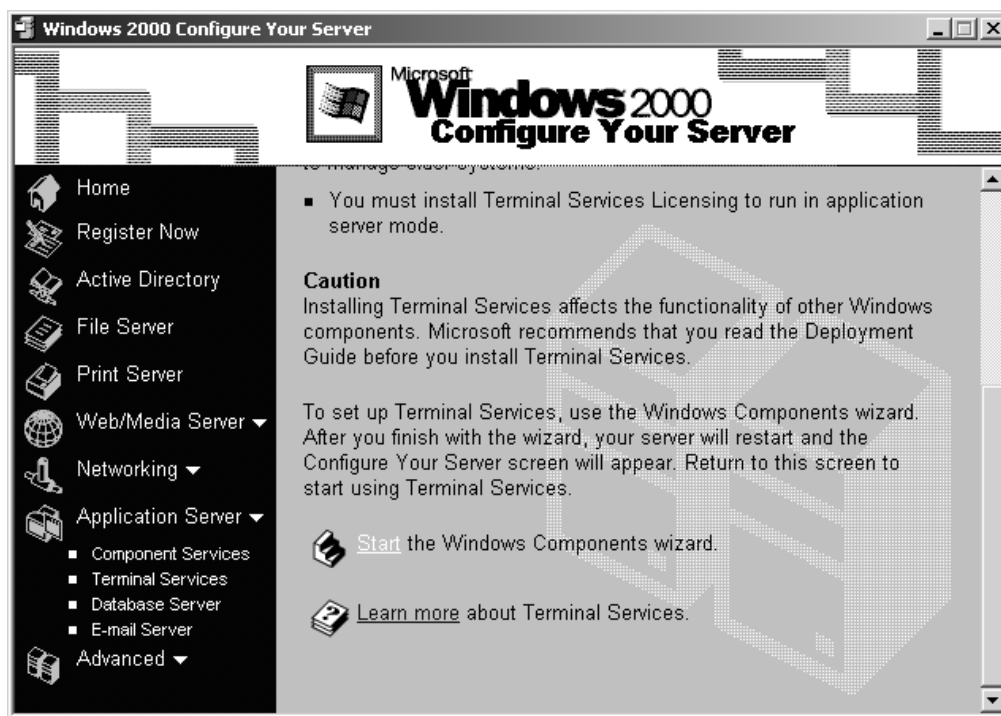 Windows 2000 Configure Your Server
Microsoft
Windows 2000
Configure Your Server
Home
Register Now
Active Directory
File Server
Print Server
Web/Media Server
Networking
Application Server
Component Services
Terminal Services
Database Server
E-mail Server
Advanced
to manage older systems.
You must install Terminal Services Licensing to run in application
server mode.
Caution
Installing Terminal Services affects the functionality of other Windows
components. Microsoft recommends that you read the Deployment
Guide before you install Terminal Services.
To set up Terminal Services, use the Windows Components wizard.
After you finish with the wizard, your server will restart and the
Configure Your Server screen will appear. Return to this screen to
start using Terminal Services.
Start the Windows Components wizard.
Learn more about Terminal Services.